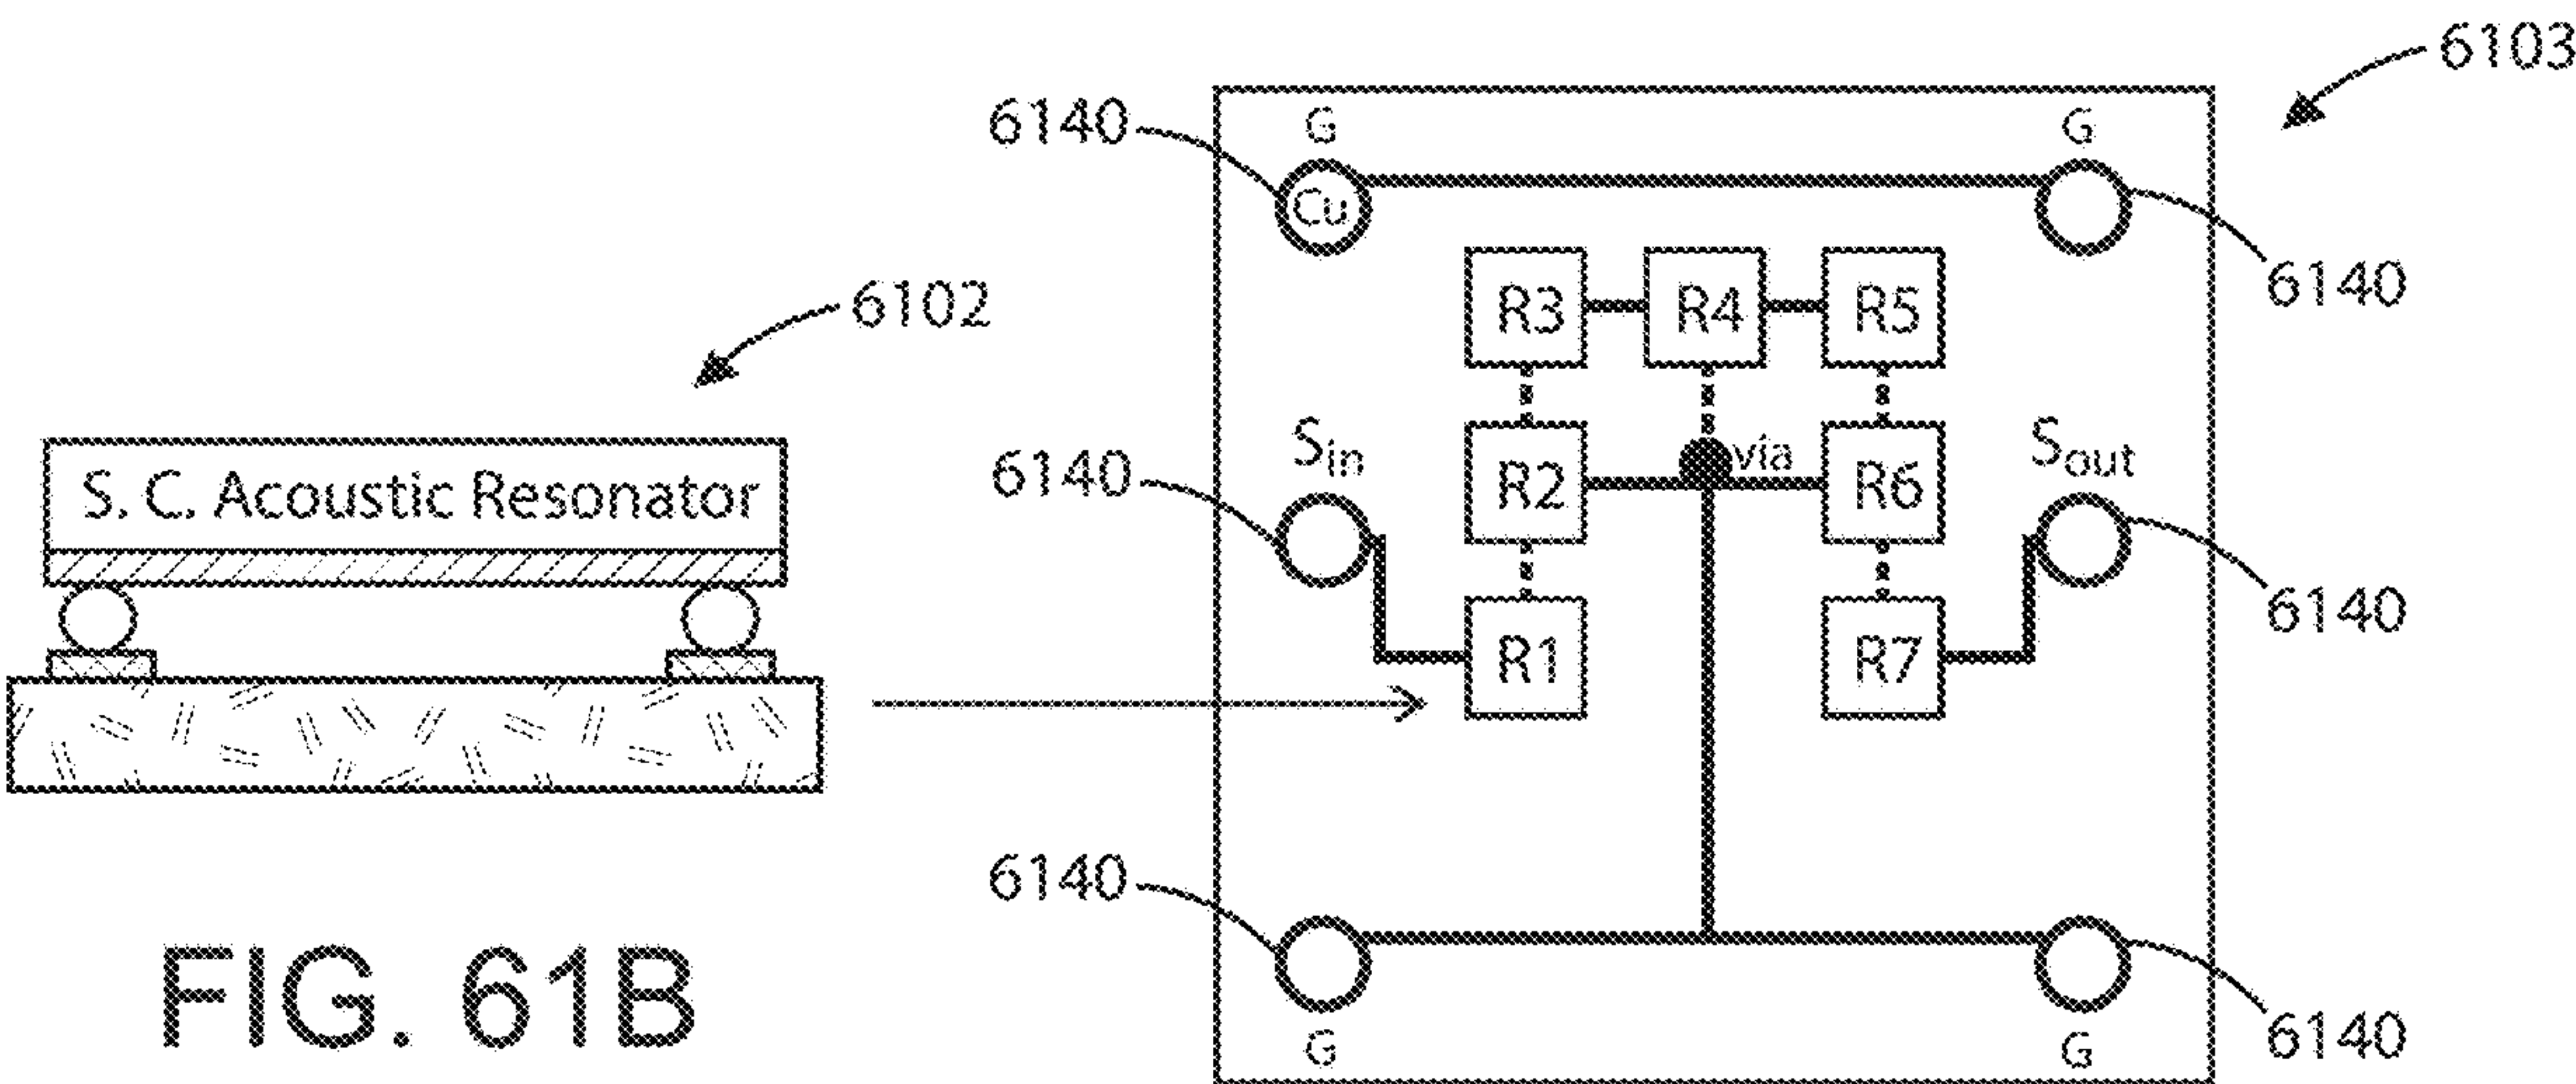 6103
6140
G
G
Cu
6140
6102
R3
R4
R5
S. C. Acoustic Resonator
6140
Sin
R2
via
R6
Sout
R1
R7
6140
6140
FIG. 61B
G
G
6140